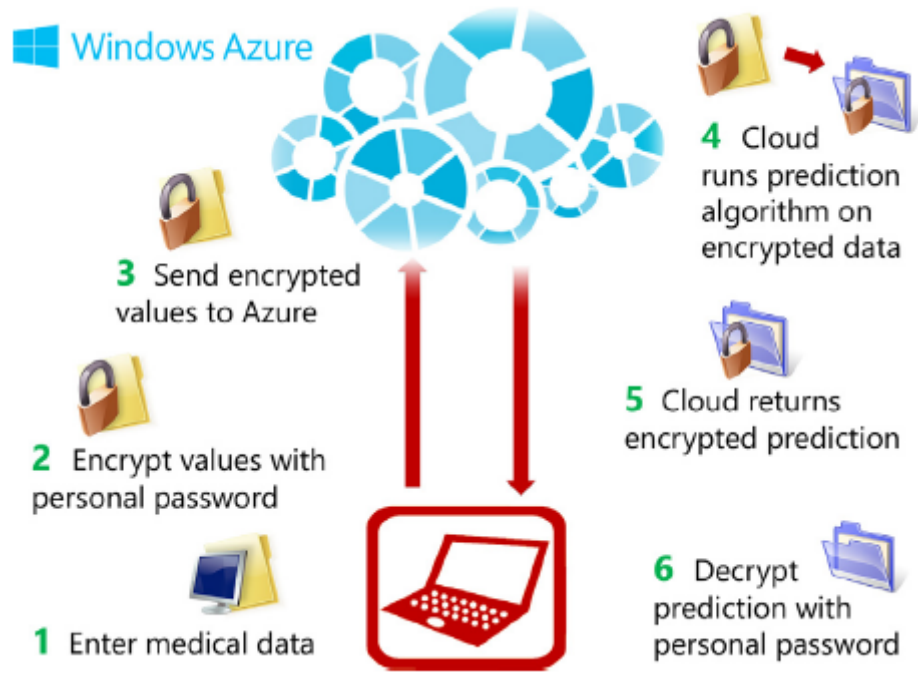 Windows Azure
1 Enter medical data
2 Encrypt values with
personal password
3 Send encrypted
values to Azure
4 Cloud
runs prediction
algorithm on
encrypted data
5 Cloud returns
encrypted prediction
6 Decrypt
prediction with
personal password